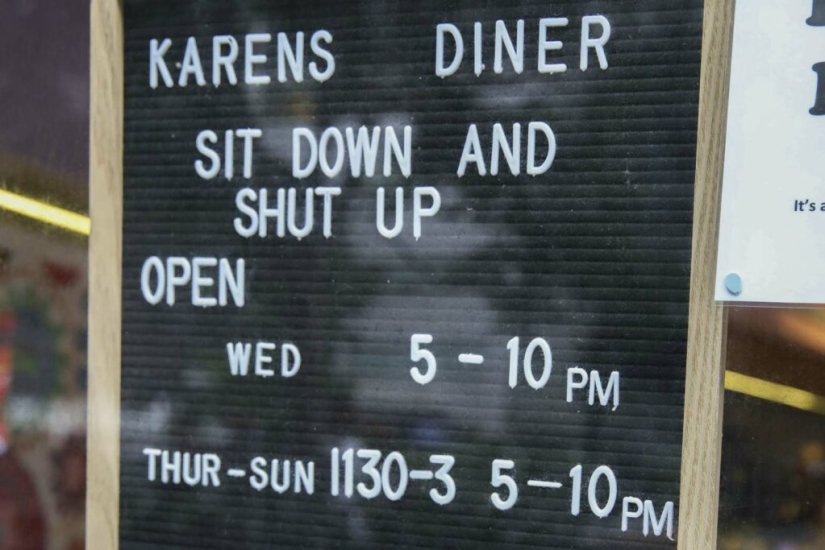 KARENS DINER
SIT DOWN AND
SHUT UP
OPEN
WED 5 - 10 PM
THUR-SUN 1130-3 5-10PM
It's